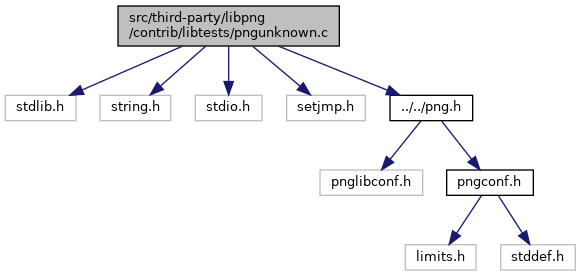 src/third-party/libpng
/contrib/libtests/pngunknown.c
stdlib.h
string.h
stdio.h
setjmp.h
../../png.h
pnglibconf.h
pngconf.h
limits.h
stddef.h